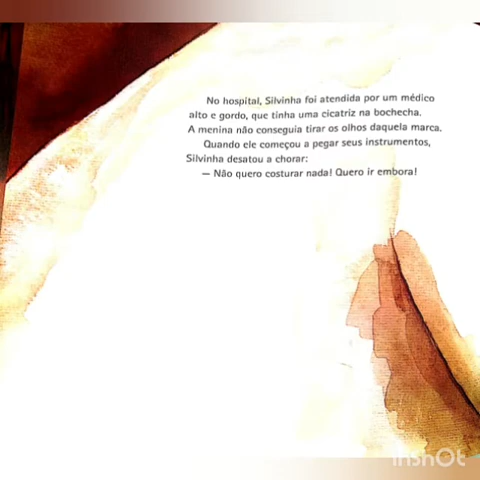 No hospital, Silvinha foi atendida por um médico
alto e gordo, que tinha uma cicatriz na bochecha.
A menina não conseguia tirar os olhos daquela marca.
Quando ele começou a pegar seus instrumentos,
Silvinha desatou a chorar:
— Não quero costurar nada! Quero ir embora!
InShOt